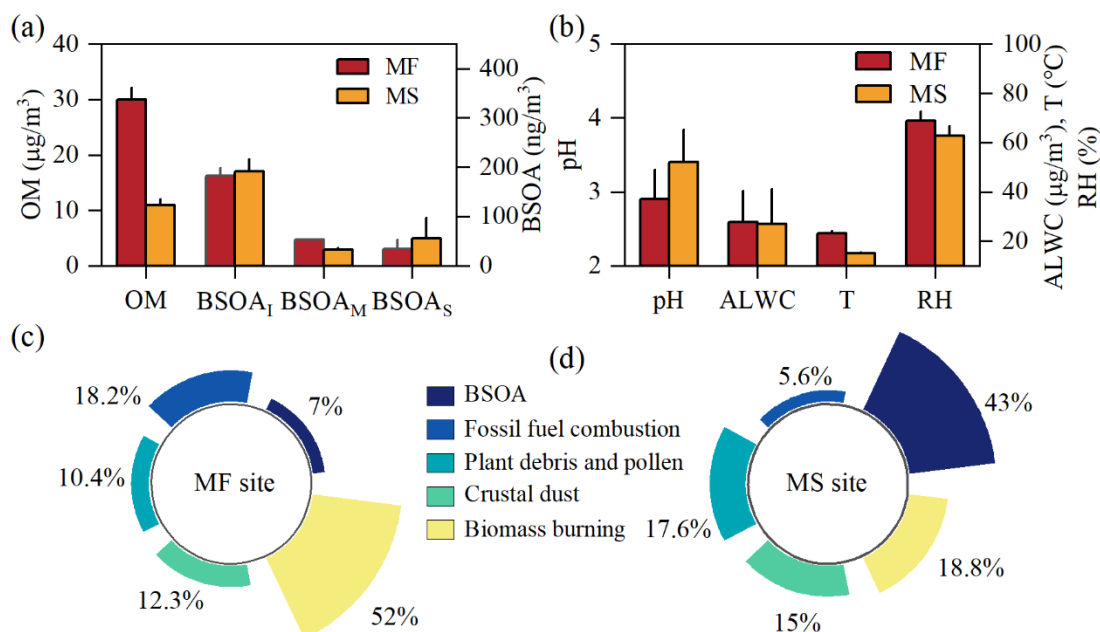 (a)
40
30
20
10
0
OM (μg/m³)
400
300
200
100
0
BSOA (ng/m³)
MF
MS
OM
BSOA_I
BSOA_M
BSOA_S
(b)
5
4
3
2
pH
100
80
60
40
20
ALWC (μg/m³), T (°C)
RH (%)
MF
MS
pH
ALWC
T
RH
(c)
18.2%
7%
10.4%
MF site
12.3%
52%
BSOA
Fossil fuel combustion
Plant debris and pollen
Crustal dust
Biomass burning
(d)
5.6%
43%
MS site
17.6%
18.8%
15%